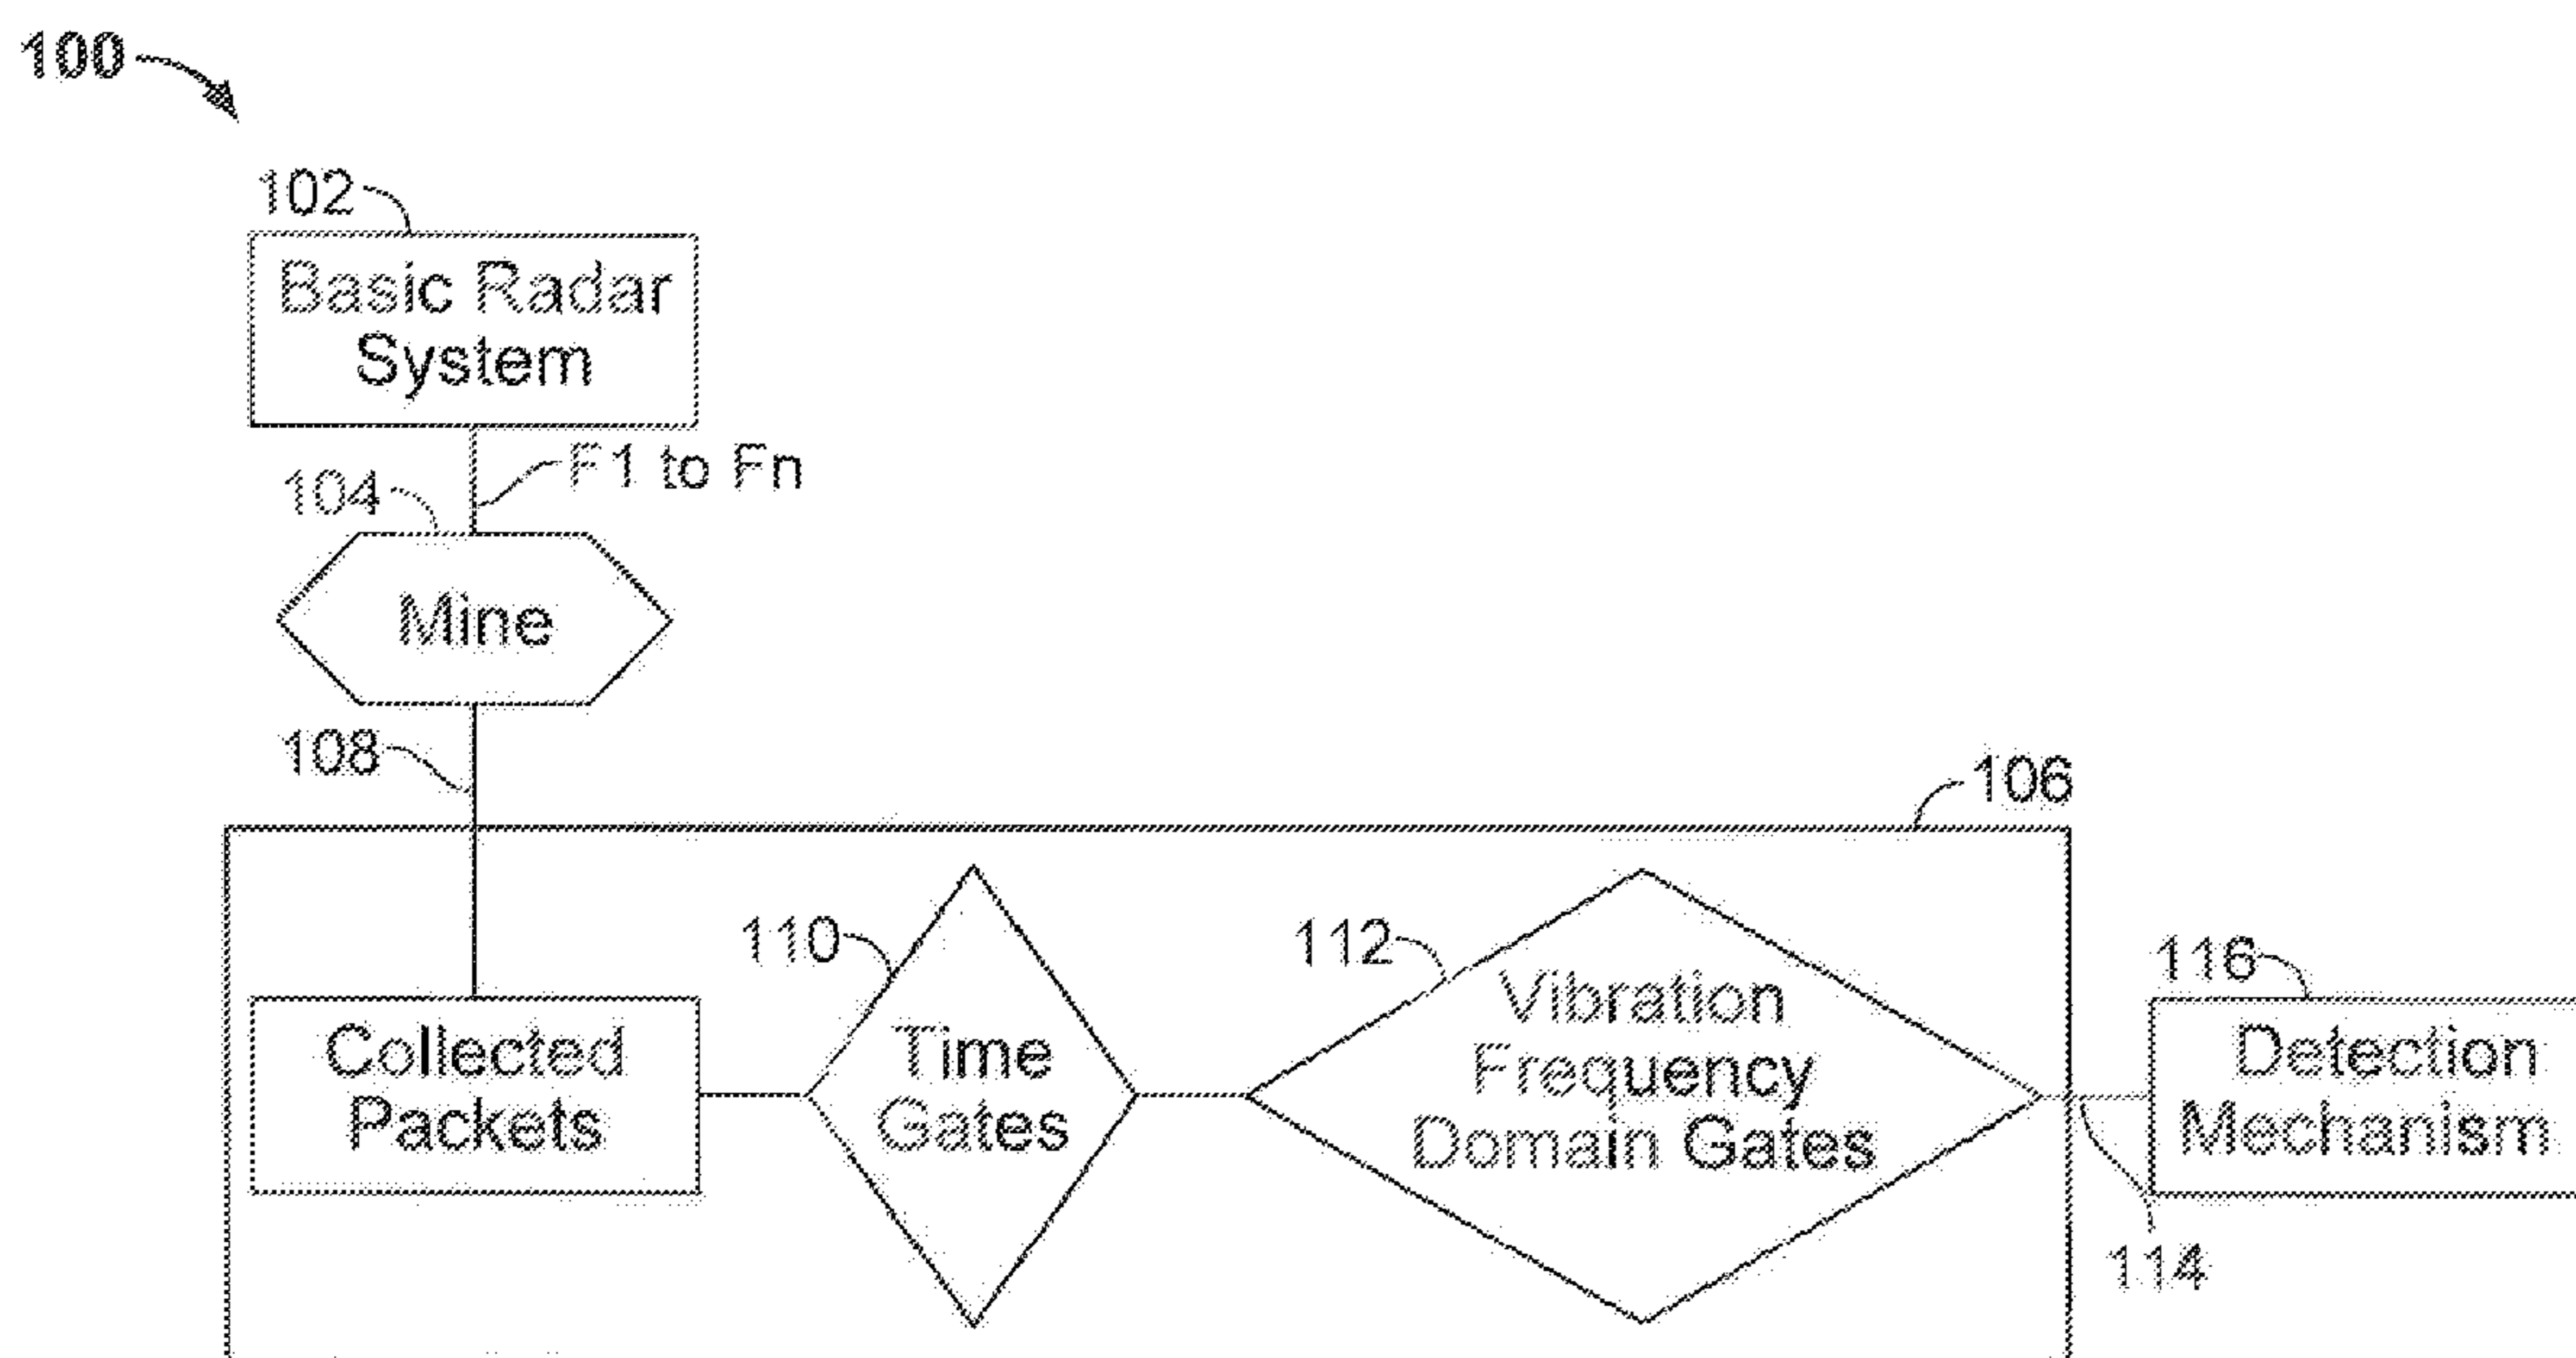 100
102
Basic Radar
System
F1 to Fn
104
Mine
108
106
110
112
116
Collected
Packets
Time
Gates
Vibration
Frequency
Domain Gates
Detection
Mechanism
114